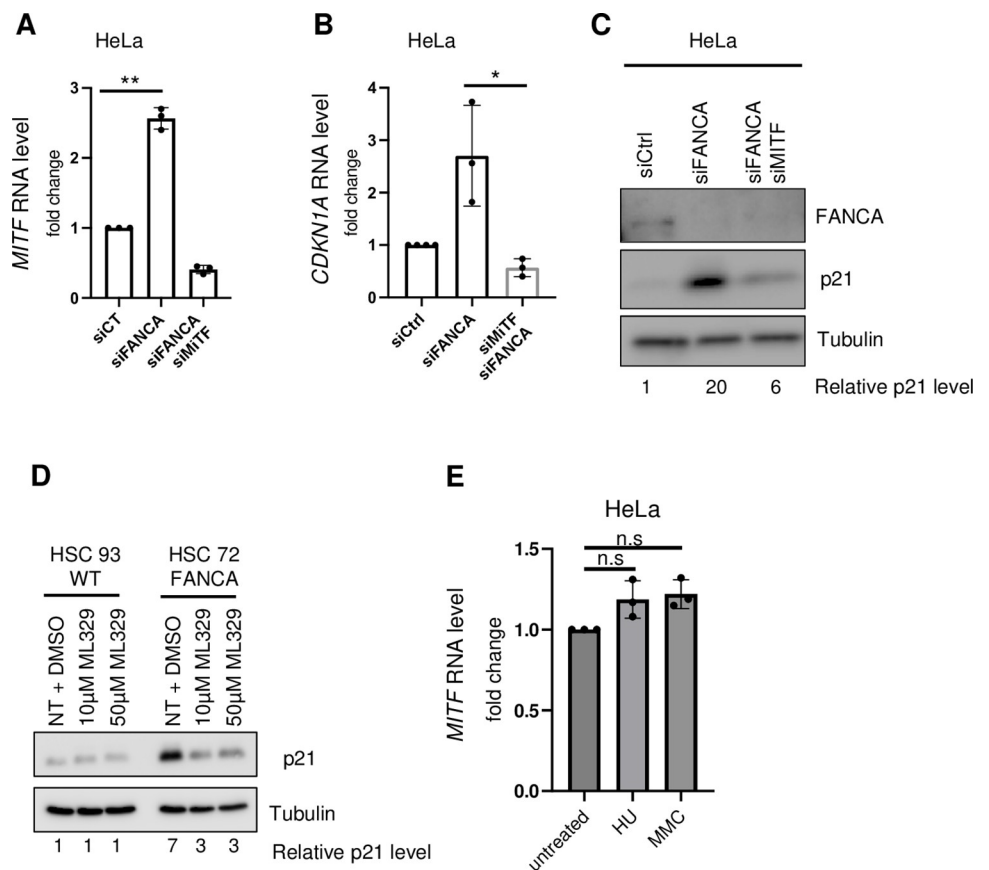 A
HeLa
**
MITF RNA level
fold change
3
2
1
0
siCT
siFANCA
siFANCA
siMiTF
B
HeLa
*
CDKN1A RNA level
fold change
4
3
2
1
0
siCtrl
siFANCA
siMiTF
siFANCA
C
HeLa
siCtrl
siFANCA
siFANCA
siMITF
FANCA
p21
Tubulin
1 20 6 Relative p21 level
D
HSC 93
WT
HSC 72
FANCA
NT + DMSO
10µM ML329
50µM ML329
NT + DMSO
10µM ML329
50µM ML329
p21
Tubulin
1 1 1 7 3 3 Relative p21 level
E
HeLa
n.s
n.s
MITF RNA level
fold change
1.5
1.0
0.5
0.0
untreated
HU
MMC